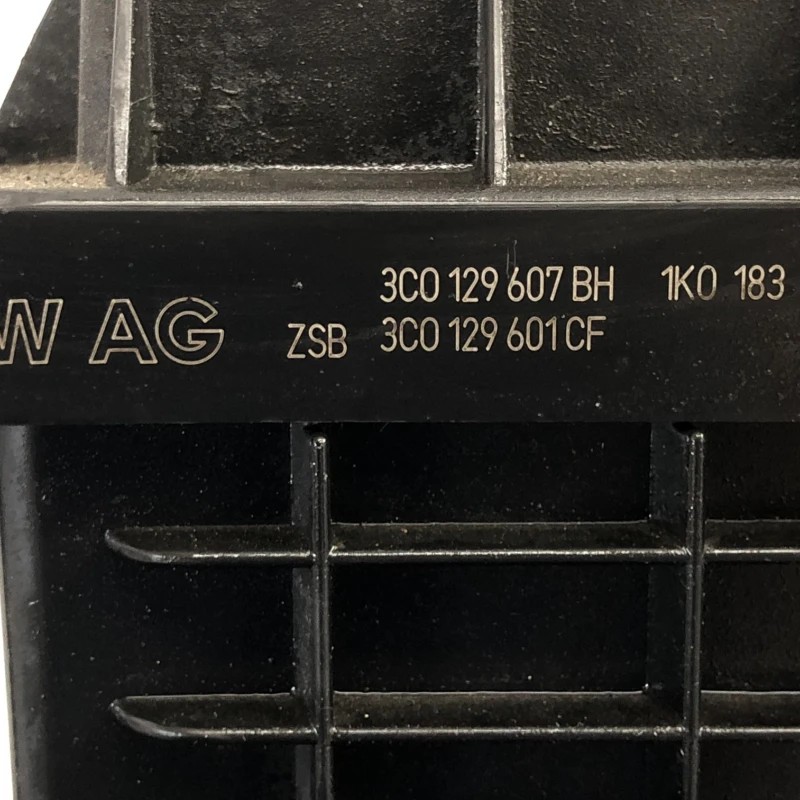 3C0 129 607 BH 1K0 183
W AG ZSB 3C0 129 601 CF